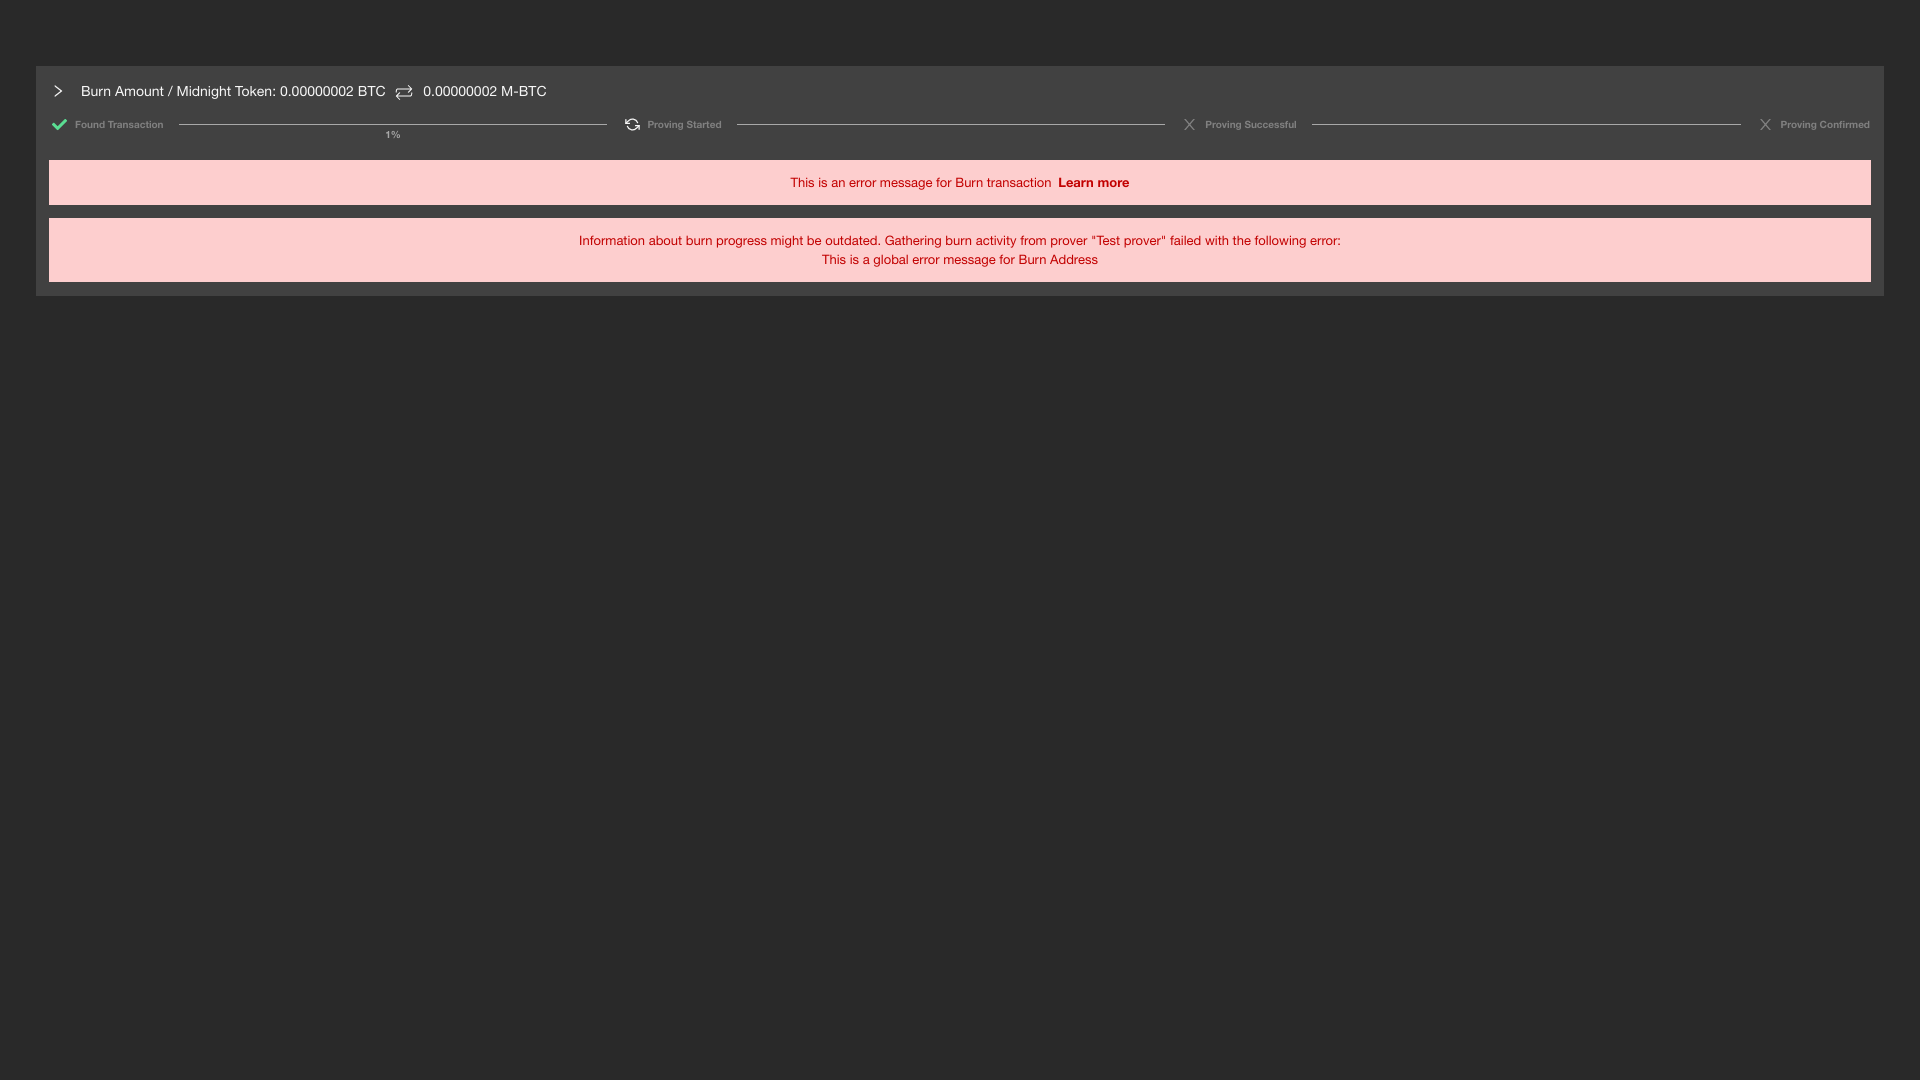 Burn Amount / Midnight Token: 0.00000002 BTC 0.00000002 M-BTC
Found Transaction Proving Started Proving Successful Proving Confirmed
1%
This is an error message for Burn transaction Learn more
Information about burn progress might be outdated. Gathering burn activity from prover "Test prover" failed with the following error:
This is a global error message for Burn Address